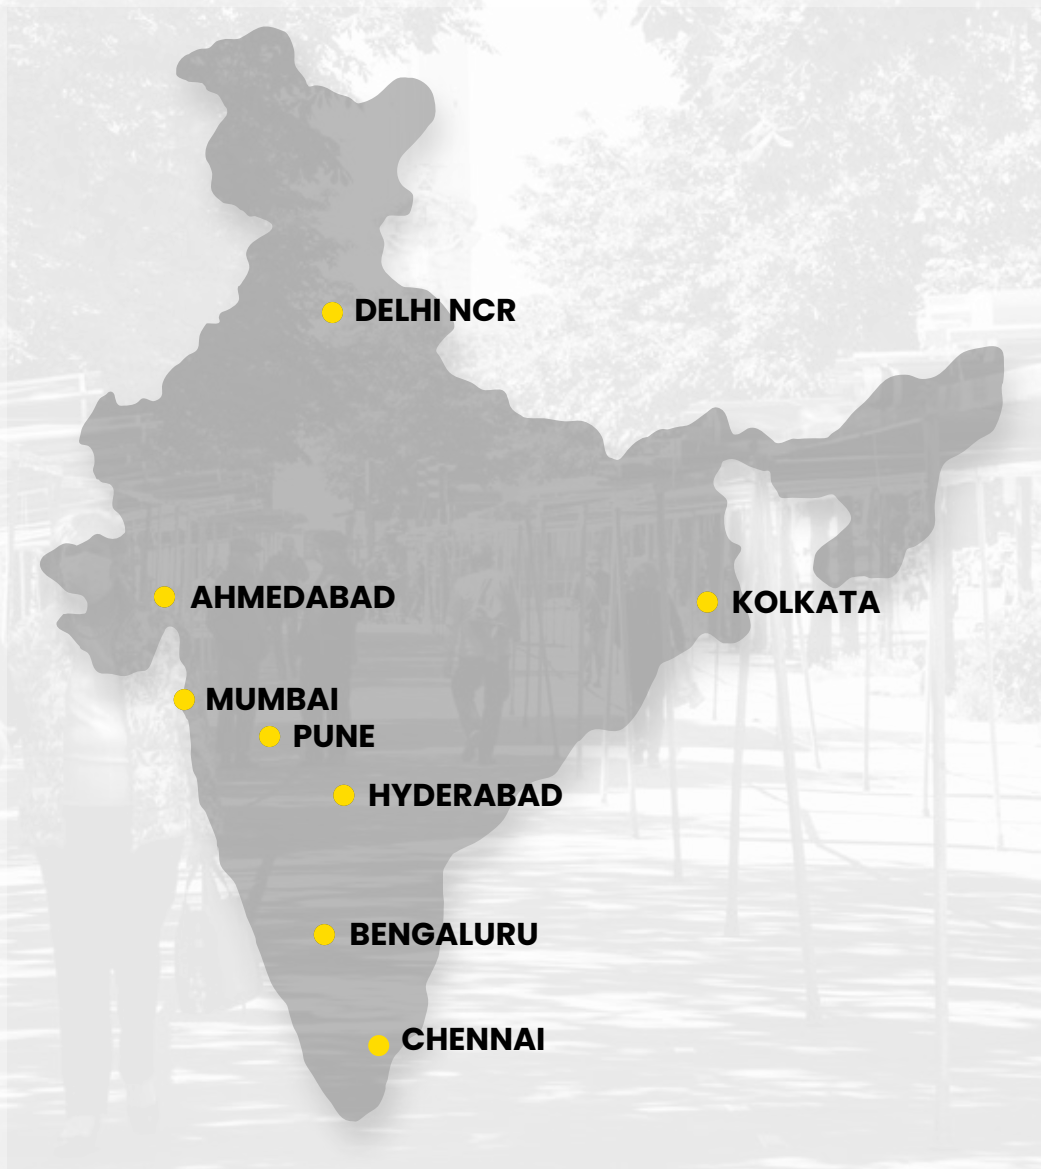 DELHI NCR
AHMEDABAD
KOLKATA
MUMBAI
PUNE
HYDERABAD
BENGALURU
CHENNAI